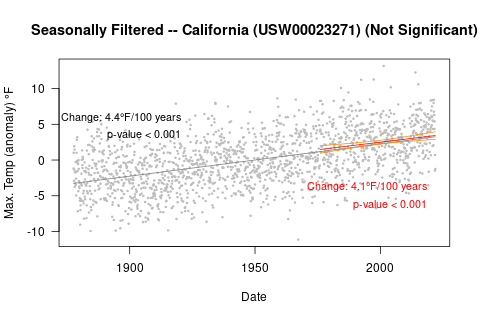 Seasonally Filtered -- California (USW00023271) (Not Significant)
Max. Temp (anomaly) °F
10
5
0
-5
-10
Change: 4.4°F/100 years
p-value < 0.001
Change: 4.1°F/100 years
p-value < 0.001
1900
1950
2000
Date